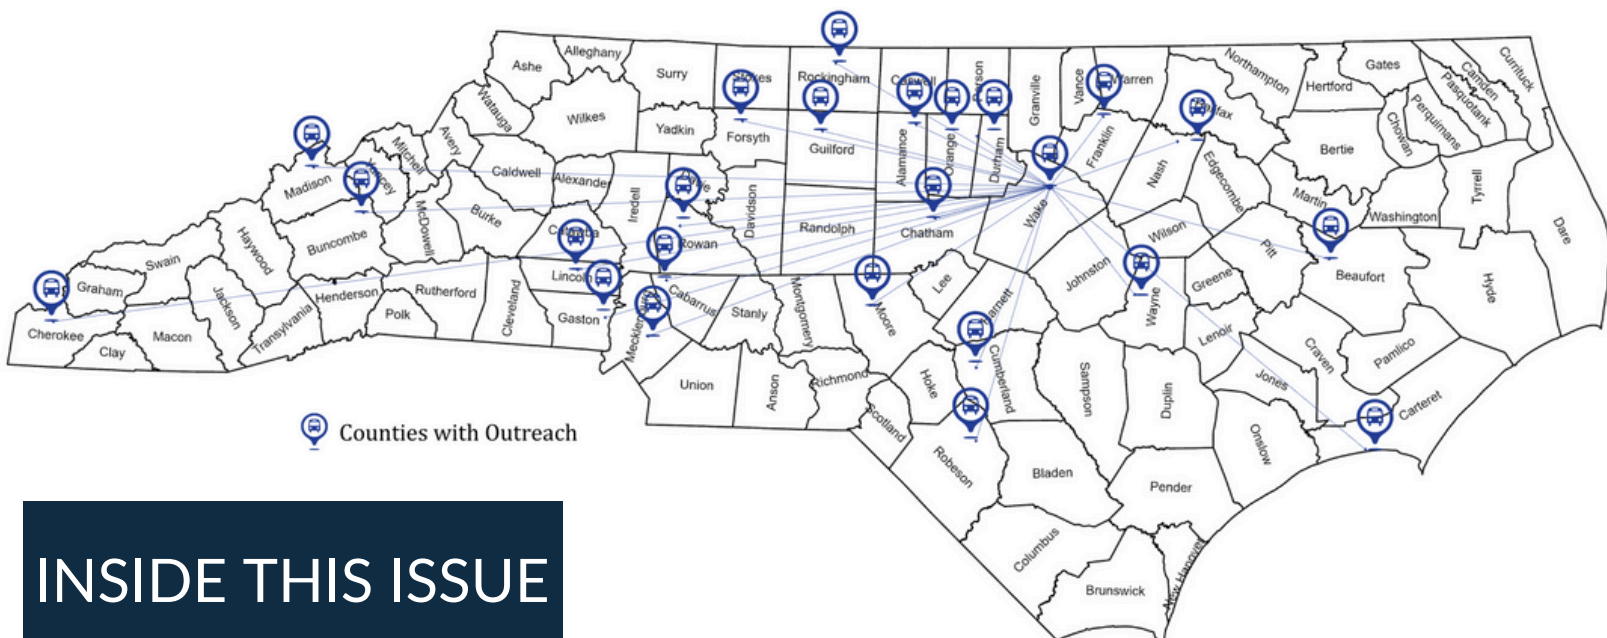 Ashe
Alleghany
Surry
Stokes
Rockingham
Caswell
Person
Granville
Vance
Warren
Northampton
Hertford
Gates
Camden
Currituck
Pasquotank
Perquimans
Chowan
Watauga
Wilkes
Yadkin
Forsyth
Guilford
Alamance
Orange
Durham
Franklin
Nash
Halifax
Edgecombe
Bertie
Madison
Yancey
Mitchell
Avery
Caldwell
Alexander
Iredell
Davie
Davidson
Randolph
Chatham
Wake
Wilson
Martin
Washington
Tyrrell
Dare
Swain
Haywood
Buncombe
McDowell
Burke
Catawba
Rowan
Lincoln
Johnston
Greene
Pitt
Beaufort
Hyde
Graham
Cherokee
Clay
Macon
Jackson
Transylvania
Henderson
Polk
Rutherford
Cleveland
Gaston
Mecklenburg
Cabarrus
Stanly
Montgomery
Moore
Lee
Harnett
Wayne
Lenoir
Craven
Pamlico
Jones
Carteret
Union
Anson
Richmond
Scotland
Hoke
Cumberland
Sampson
Duplin
Onslow
Robeson
Bladen
Pender
Columbus
Brunswick
New Hanover
Counties with Outreach
INSIDE THIS ISSUE